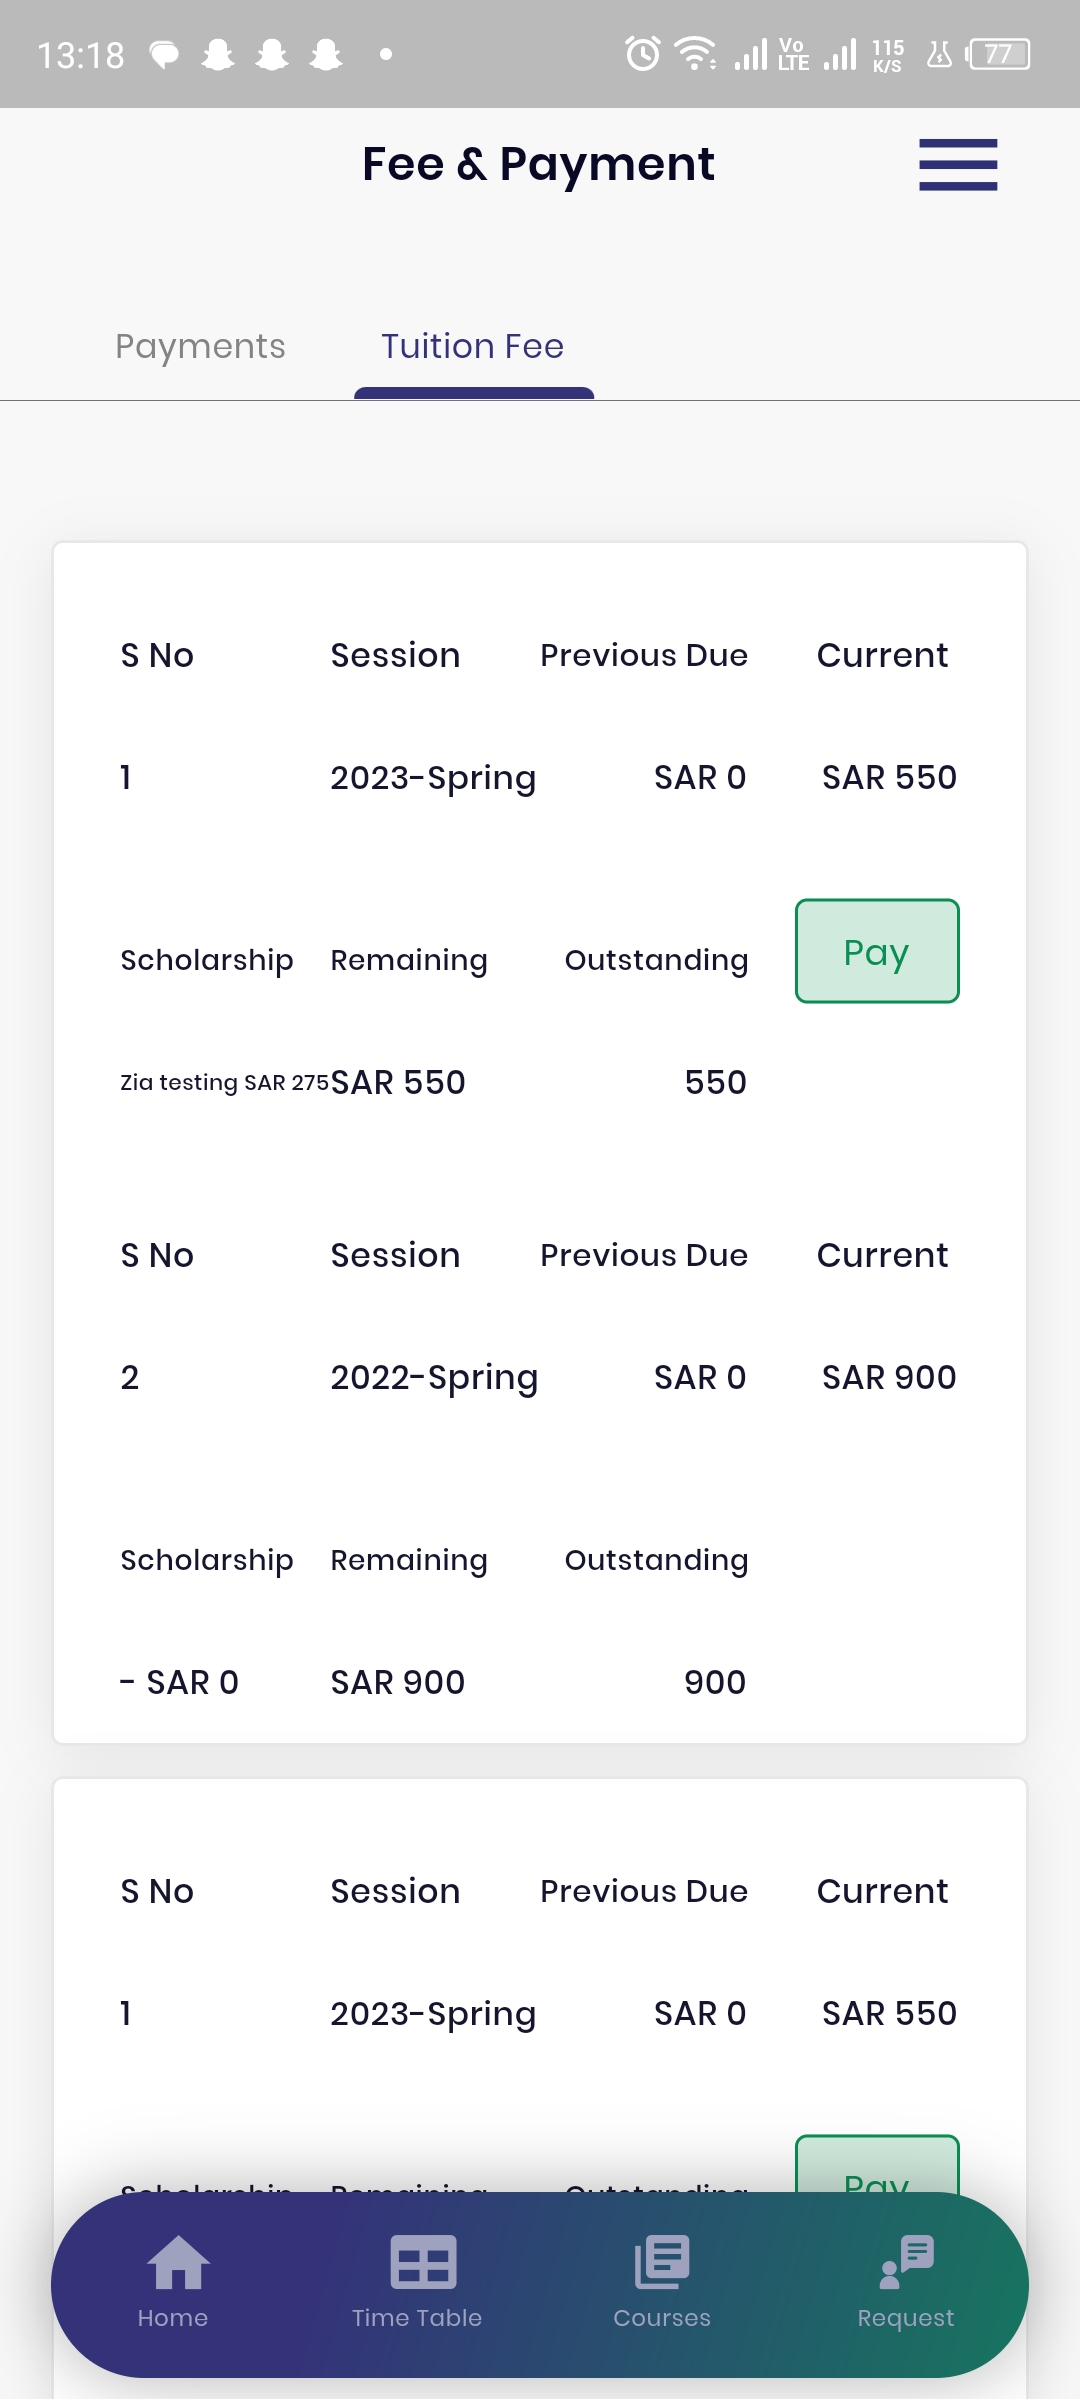 13:18 Vo LTE 115 K/S 77
Fee & Payment
Payments Tuition Fee
S No Session Previous Due Current
1 2023-Spring SAR 0 SAR 550
Scholarship Remaining Outstanding Pay
Zia testing SAR 275 SAR 550 550
S No Session Previous Due Current
2 2022-Spring SAR 0 SAR 900
Scholarship Remaining Outstanding
- SAR 0 SAR 900 900
S No Session Previous Due Current
1 2023-Spring SAR 0 SAR 550
Scholarship Remaining Outstanding Pay
Home Time Table Courses Request